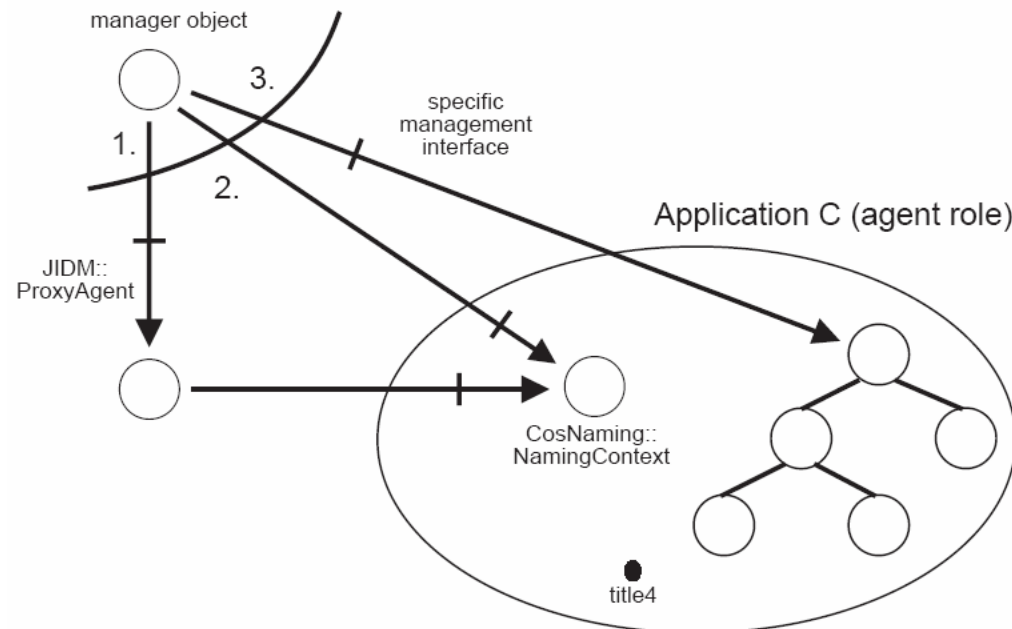 manager object
3.
1.
2.
specific
management
interface
Application C (agent role)
JIDM::
ProxyAgent
CosNaming::
NamingContext
title4